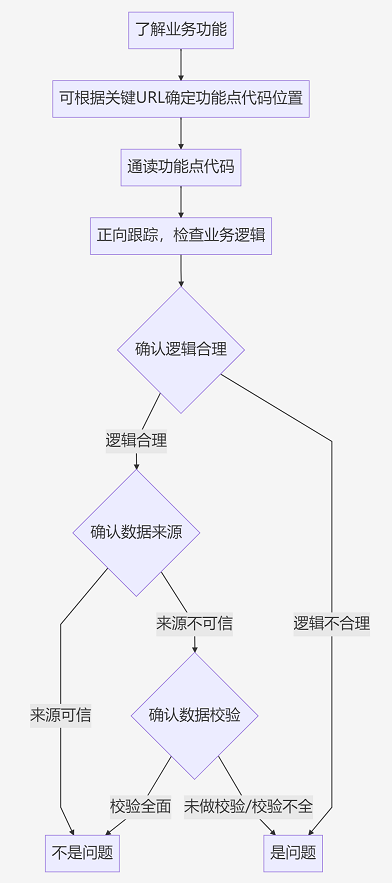 了解业务功能
可根据关键URL确定功能点代码位置
通读功能点代码
正向跟踪，检查业务逻辑
确认逻辑合理
逻辑合理
确认数据来源
来源不可信
逻辑不合理
来源可信
确认数据校验
校验全面
未做校验/校验不全
不是问题
是问题